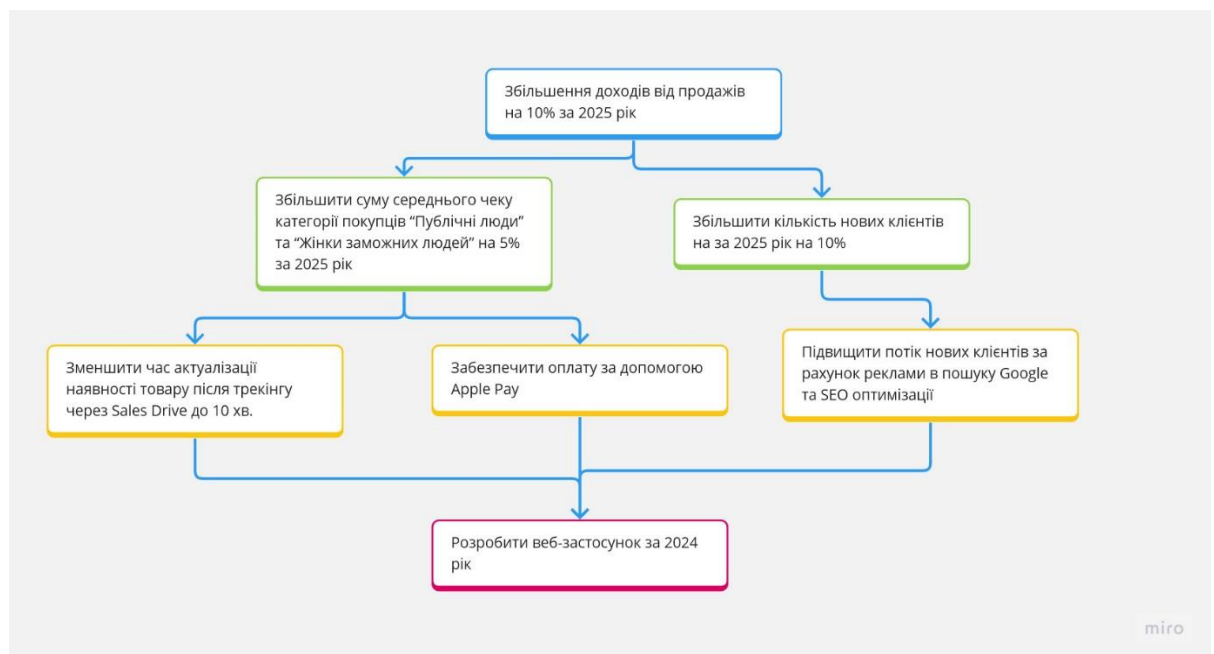 Збільшення доходів від продажів
на 10% за 2025 рік
Збільшити суму середнього чеку
категорії покупців “Публічні люди”
та “Жінки заможних людей” на 5%
за 2025 рік
Збільшити кількість нових клієнтів
на за 2025 рік на 10%
Зменшити час актуалізації
наявності товару після трекінгу
через Sales Drive до 10 хв.
Забезпечити оплату за допомогою
Apple Pay
Підвищити потік нових клієнтів за
рахунок реклами в пошуку Google
та SEO оптимізації
Розробити веб-застосунок за 2024
рік
miro